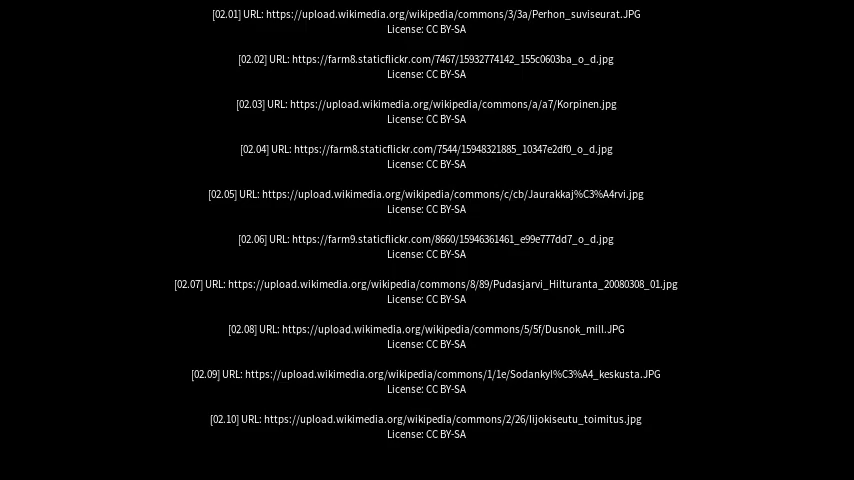 [02.01] URL: https://upload.wikimedia.org/wikipedia/commons/3/3a/Perhon_suviseurat.JPG
License: CC BY-SA
[02.02] URL: https://farm8.staticflickr.com/7467/15932774142_155c0603ba_o_d.jpg
License: CC BY-SA
[02.03] URL: https://upload.wikimedia.org/wikipedia/commons/a/a7/Korpinen.jpg
License: CC BY-SA
[02.04] URL: https://farm8.staticflickr.com/7544/15948321885_10347e2df0_o_d.jpg
License: CC BY-SA
[02.05] URL: https://upload.wikimedia.org/wikipedia/commons/c/cb/Jaurakkaj%C3%A4rvi.jpg
License: CC BY-SA
[02.06] URL: https://farm9.staticflickr.com/8660/15946361461_e99e777dd7_o_d.jpg
License: CC BY-SA
[02.07] URL: https://upload.wikimedia.org/wikipedia/commons/8/89/Pudasjarvi_Hilturanta_20080308_01.jpg
License: CC BY-SA
[02.08] URL: https://upload.wikimedia.org/wikipedia/commons/5/5f/Dusnok_mill.JPG
License: CC BY-SA
[02.09] URL: https://upload.wikimedia.org/wikipedia/commons/1/1e/Sodankyl%C3%A4_keskusta.JPG
License: CC BY-SA
[02.10] URL: https://upload.wikimedia.org/wikipedia/commons/2/26/Iijokiseutu_toimitus.jpg
License: CC BY-SA